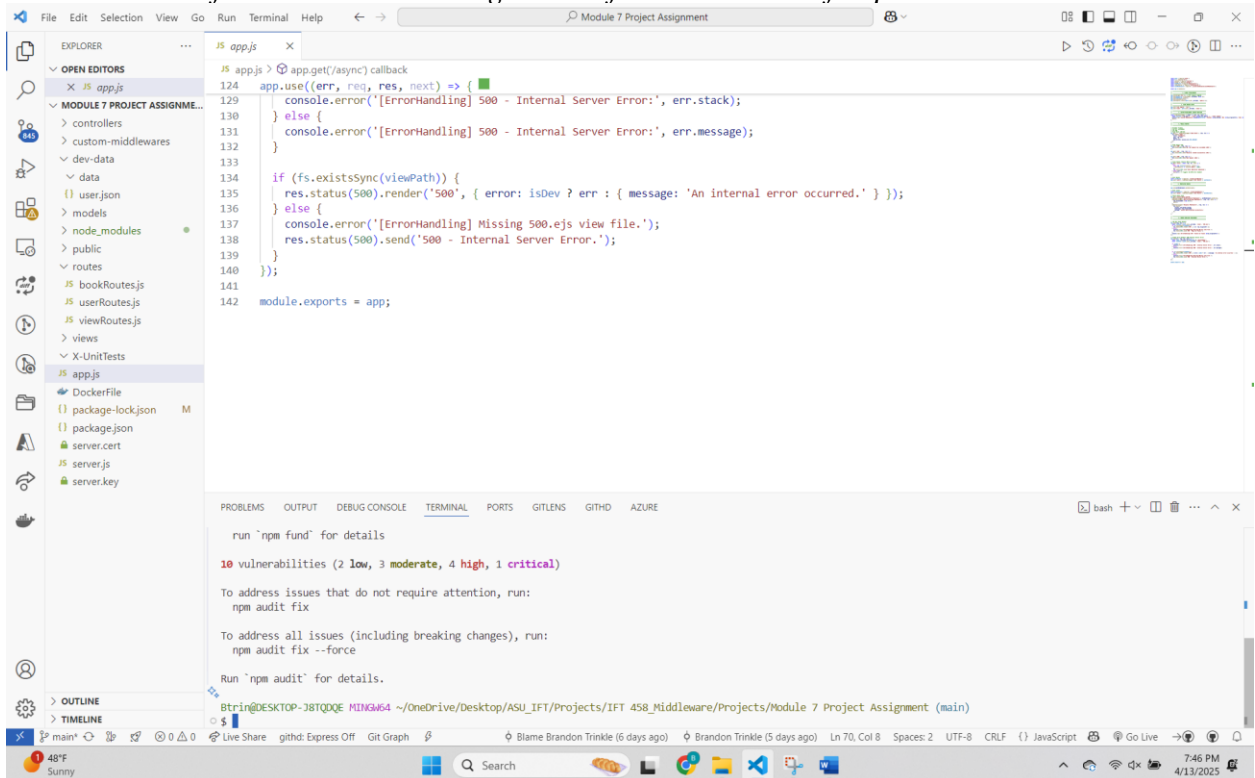 File Edit Selection View Go Run Terminal Help
Module 7 Project Assignment
EXPLORER
OPEN EDITORS
JS app.js
MODULE 7 PROJECT ASSIGNME...
controllers
custom-middlewares
dev-data
data
{} user.json
models
node_modules
public
routes
JS bookRoutes.js
JS userRoutes.js
JS viewRoutes.js
views
X-UnitTests
JS app.js
DockerFile
{} package-lock.json M
{} package.json
server.cert
JS server.js
server.key
OUTLINE
TIMELINE
845
JS app.js
JS app.js > app.get('/async') callback
124 app.use((err, req, res, next) => {
129 console.error('[ErrorHandling] 500 - Internal Server Error:', err.stack);
130 } else {
131 console.error('[ErrorHandling] 500 - Internal Server Error:', err.message);
132 }
133
134 if (fs.existsSync(viewPath)) {
135 res.status(500).render('500', { error: isDev ? err : { message: 'An internal error occurred.' } });
136 } else {
137 console.error('[ErrorHandling] Missing 500.ejs view file.');
138 res.status(500).send('500 - Internal Server Error.');
139 }
140 });
141
142 module.exports = app;
PROBLEMS OUTPUT DEBUG CONSOLE TERMINAL PORTS GITLENS GITHD AZURE
bash
run `npm fund` for details
10 vulnerabilities (2 low, 3 moderate, 4 high, 1 critical)
To address issues that do not require attention, run:
npm audit fix
To address all issues (including breaking changes), run:
npm audit fix --force
Run `npm audit` for details.
Btrin@DESKTOP-J8TQDQE MINGW64 ~/OneDrive/Desktop/ASU_IFT/Projects/IFT 458_Middleware/Projects/Module 7 Project Assignment (main)
$
main* 0 0 Live Share githd: Express Off Git Graph Blame Brandon Trinkle (6 days ago) Brandon Trinkle (5 days ago) Ln 70, Col 8 Spaces: 2 UTF-8 CRLF {} JavaScript Go Live
1
48°F
Sunny
Search
7:46 PM
4/13/2025